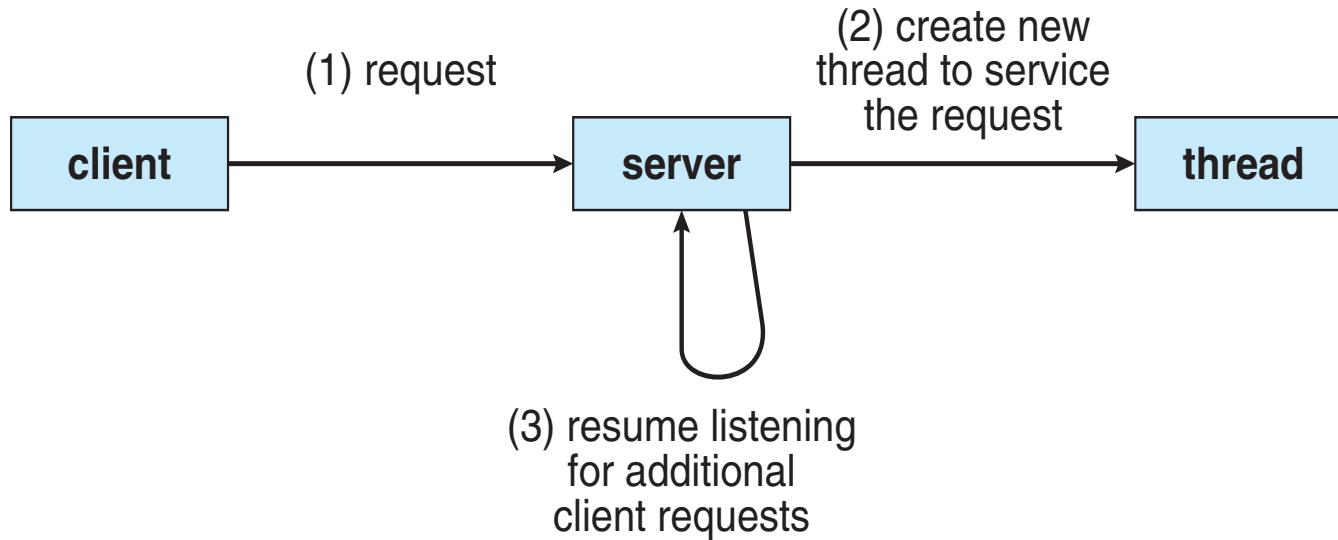 (1) request
(2) create new
thread to service
the request
client
server
thread
(3) resume listening
for additional
client requests